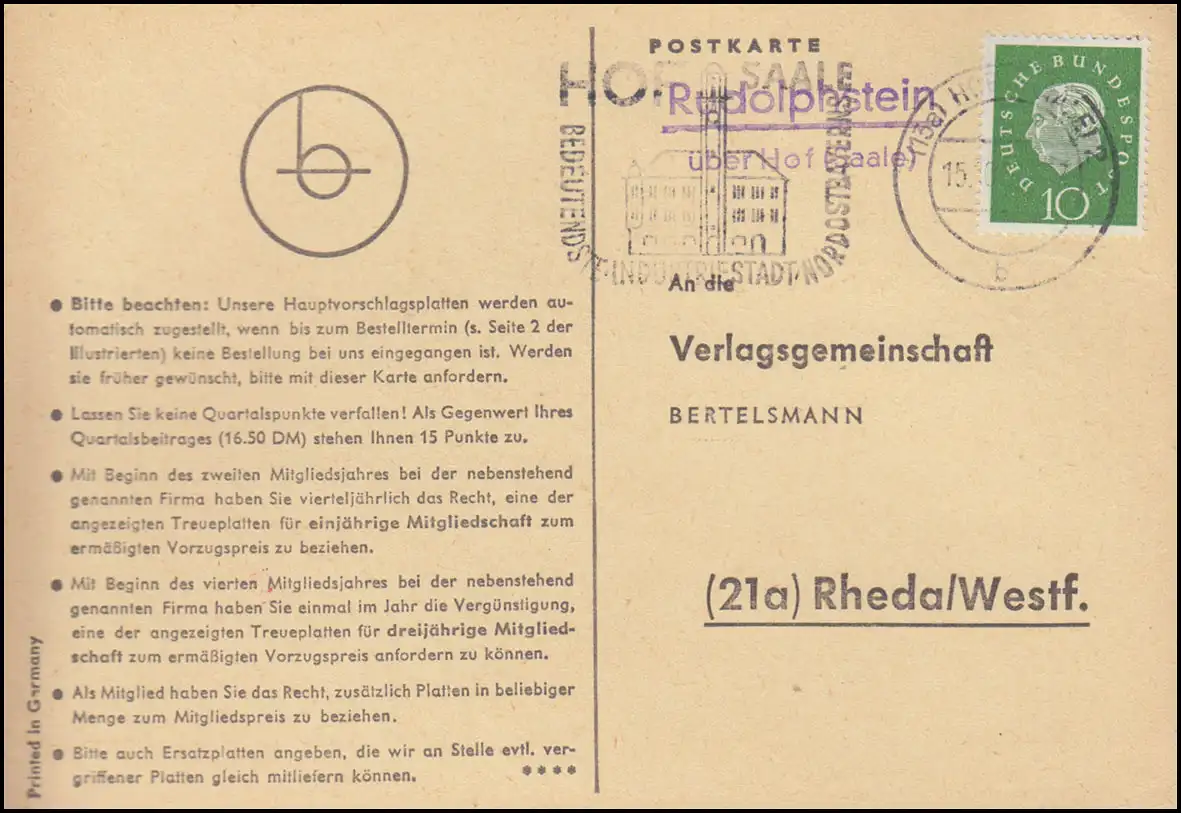 POSTKARTE
HOF SAALE
BEDEUTENDSTE·INDUSTRIESTADT·NORDOSTBAYERNS
Rudolphstein
über Hof (Saale)
(13a) HOF
15.
b
DEUTSCHE BUNDESPOST
10
● Bitte beachten: Unsere Hauptvorschlagsplatten werden au-
tomatisch zugestellt, wenn bis zum Bestelltermin (s. Seite 2 der
Illustrierten) keine Bestellung bei uns eingegangen ist. Werden
sie früher gewünscht, bitte mit dieser Karte anfordern.
● Lassen Sie keine Quartalspunkte verfallen! Als Gegenwert Ihres
Quartalsbeitrages (16.50 DM) stehen Ihnen 15 Punkte zu.
● Mit Beginn des zweiten Mitgliedsjahres bei der nebenstehend
genannten Firma haben Sie vierteljährlich das Recht, eine der
angezeigten Treueplatten für einjährige Mitgliedschaft zum
ermäßigten Vorzugspreis zu beziehen.
● Mit Beginn des vierten Mitgliedsjahres bei der nebenstehend
genannten Firma haben Sie einmal im Jahr die Vergünstigung,
eine der angezeigten Treueplatten für dreijährige Mitglied-
schaft zum ermäßigten Vorzugspreis anfordern zu können.
● Als Mitglied haben Sie das Recht, zusätzlich Platten in beliebiger
Menge zum Mitgliedspreis zu beziehen.
● Bitte auch Ersatzplatten angeben, die wir an Stelle evtl. ver-
griffener Platten gleich mitliefern können. ****
Printed in Germany
An die
Verlagsgemeinschaft
BERTELSMANN
(21a) Rheda/Westf.